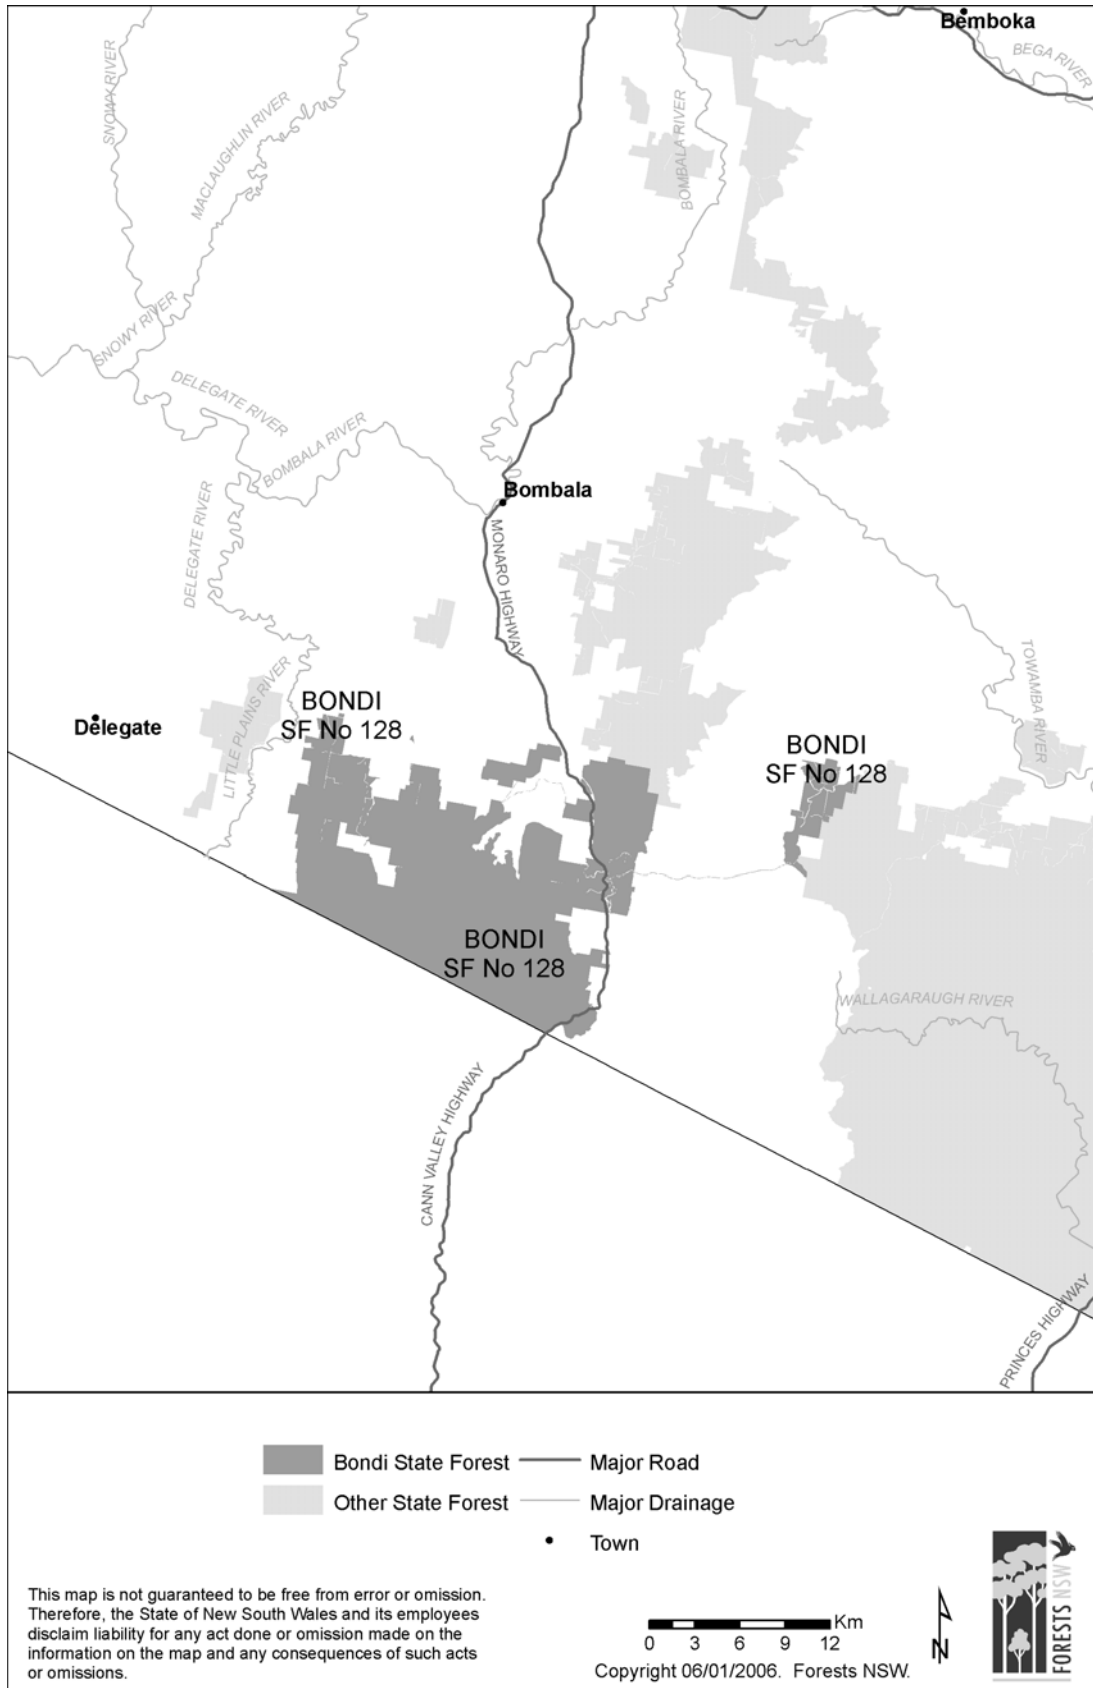 Bemboka
BEGA RIVER
SNOWY RIVER
MACLAUGHLIN RIVER
BOMBALA RIVER
SNOWY RIVER
DELEGATE RIVER
BOMBALA RIVER
Bombala
DELEGATE RIVER
MONARO HIGHWAY
TOWAMBA RIVER
LITTLE PLAINS RIVER
BONDI
SF No 128
Delegate
BONDI
SF No 128
BONDI
SF No 128
WALLAGARAUGH RIVER
CANN VALLEY HIGHWAY
PRINCES HIGHWAY
Bondi State Forest
Major Road
Other State Forest
Major Drainage
Town
This map is not guaranteed to be free from error or omission.
Therefore, the State of New South Wales and its employees
disclaim liability for any act done or omission made on the
information on the map and any consequences of such acts
or omissions.
Km
0 3 6 9 12
Copyright 06/01/2006. Forests NSW.
N
FORESTS NSW